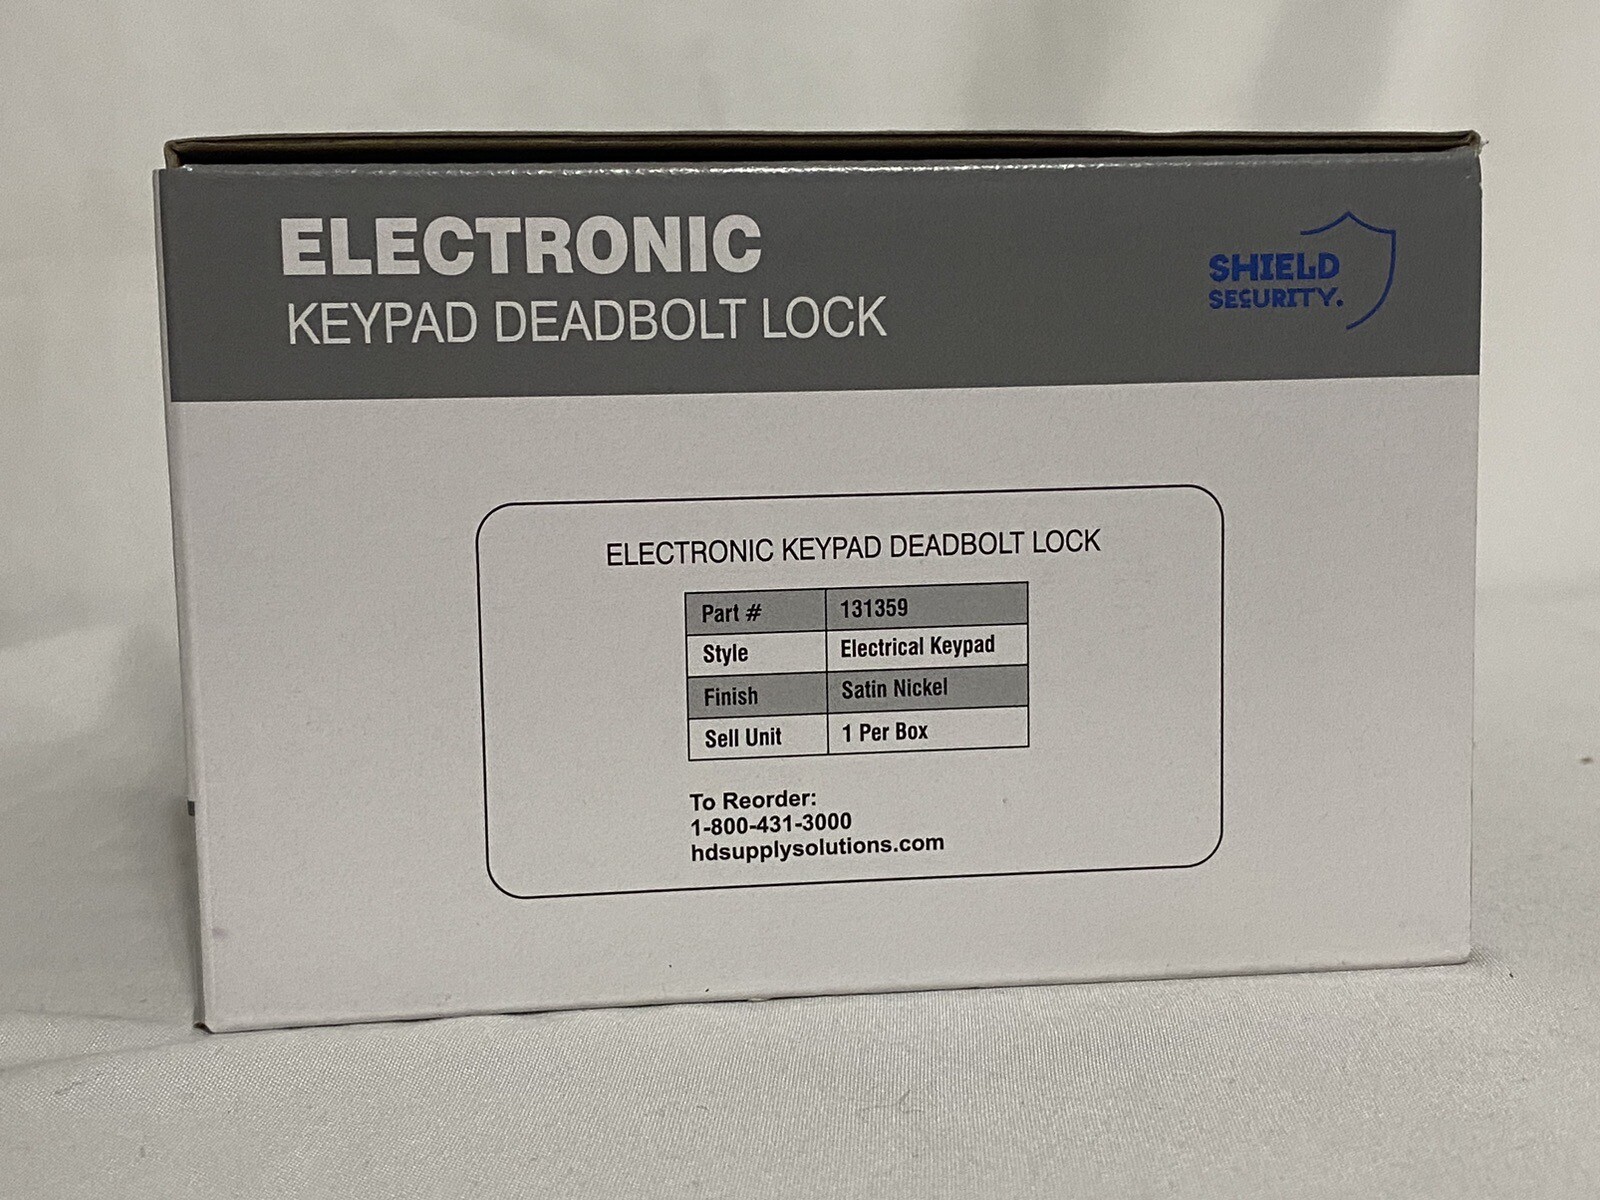 ELECTRONIC
KEYPAD DEADBOLT LOCK
SHIELD
SECURITY.
ELECTRONIC KEYPAD DEADBOLT LOCK
Part # 131359
Style Electrical Keypad
Finish Satin Nickel
Sell Unit 1 Per Box
To Reorder:
1-800-431-3000
hdsupplysolutions.com